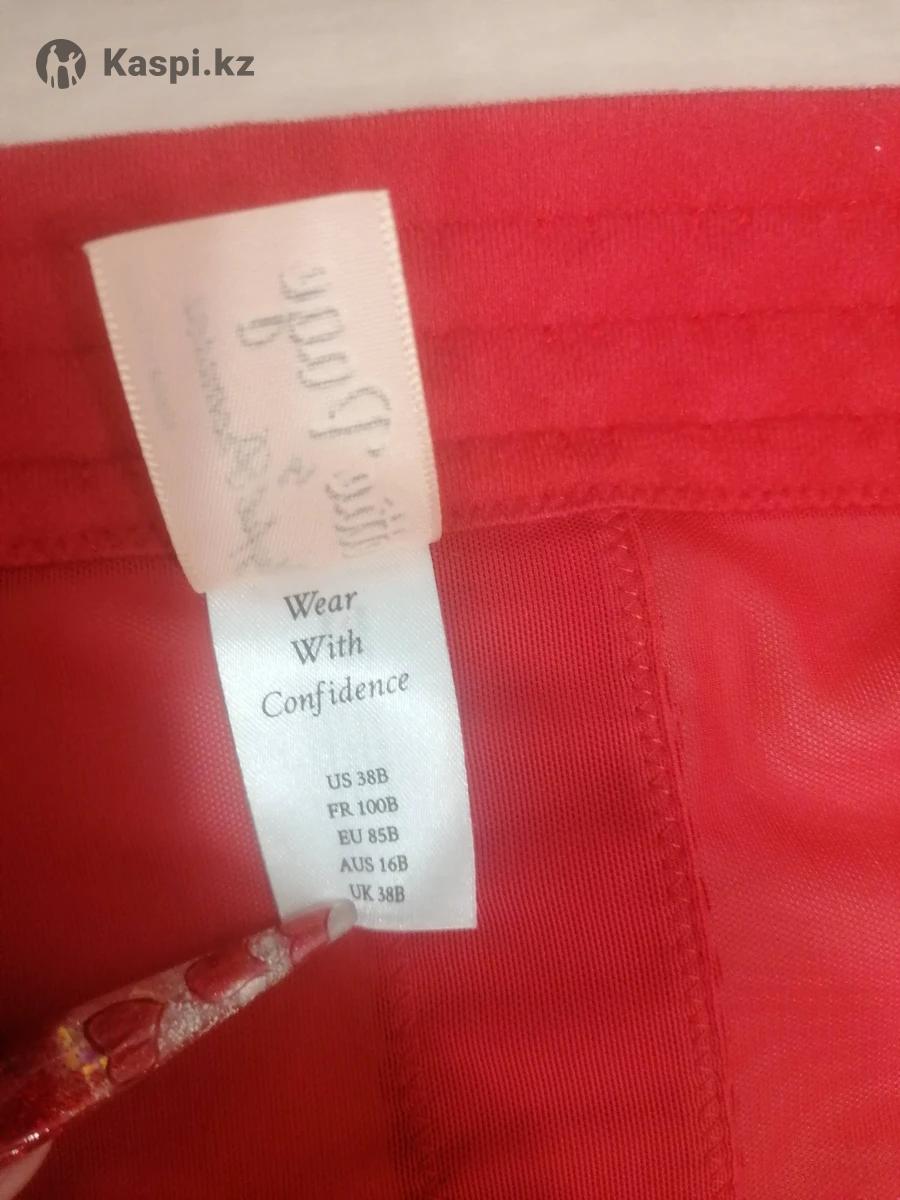 Kaspi.kz
Wear
With
Confidence
US 38B
FR 100B
EU 85B
AUS 16B
UK 38B